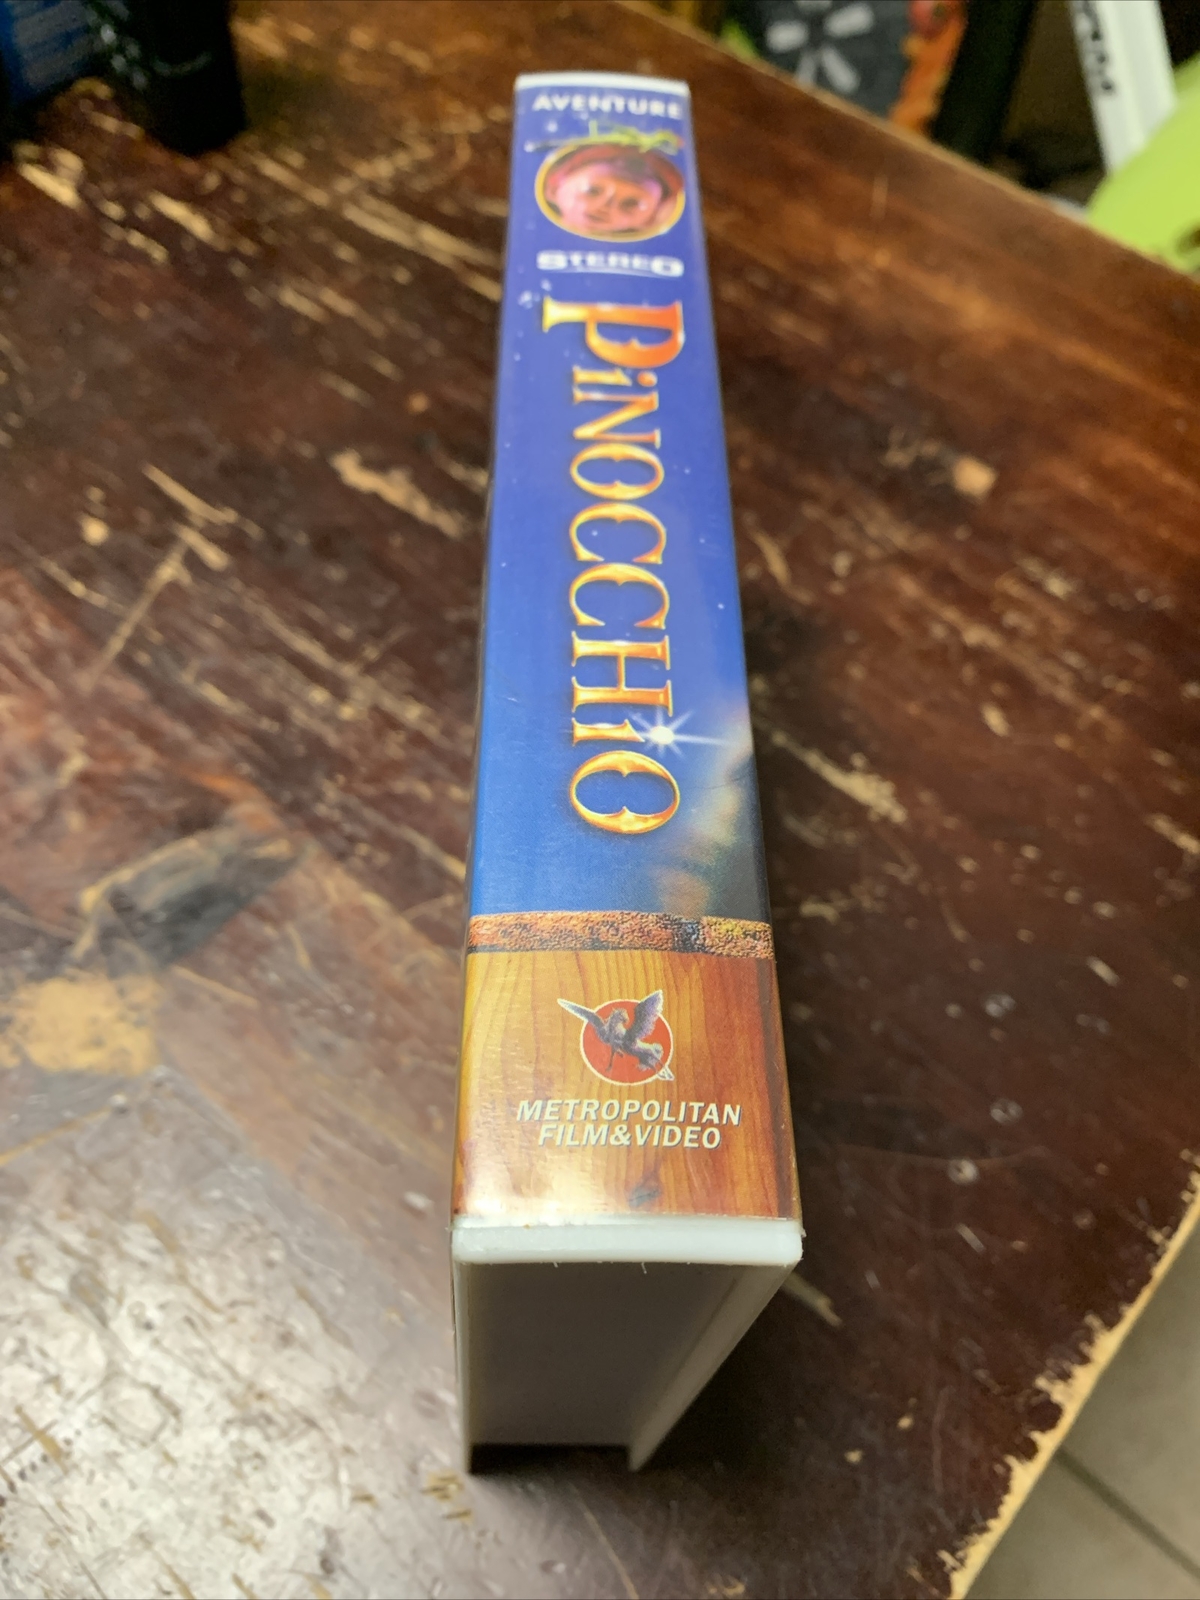 AVENTURE
STEREO
PiNOCCHiO
METROPOLITAN
FILM&VIDEO